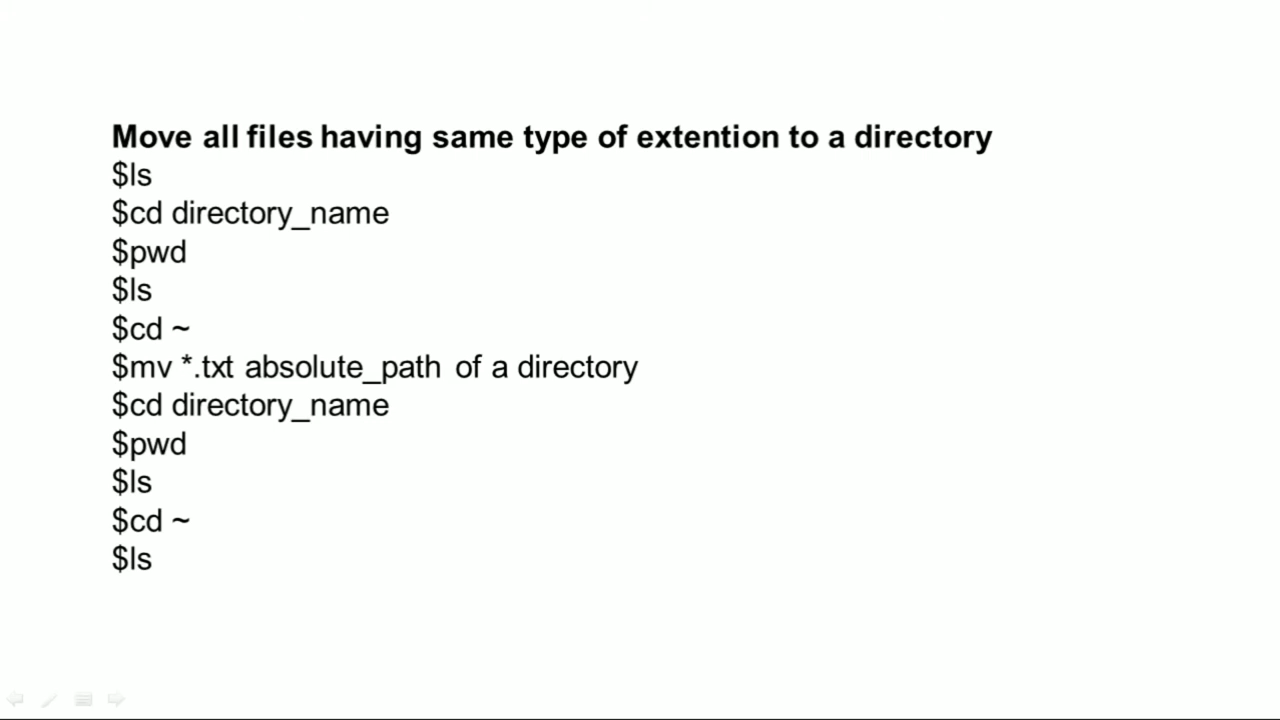 Move all files having same type of extention to a directory
$ls
$cd directory_name
$pwd
$ls
$cd ~
$mv *.txt absolute_path of a directory
$cd directory_name
$pwd
$ls
$cd ~
$ls